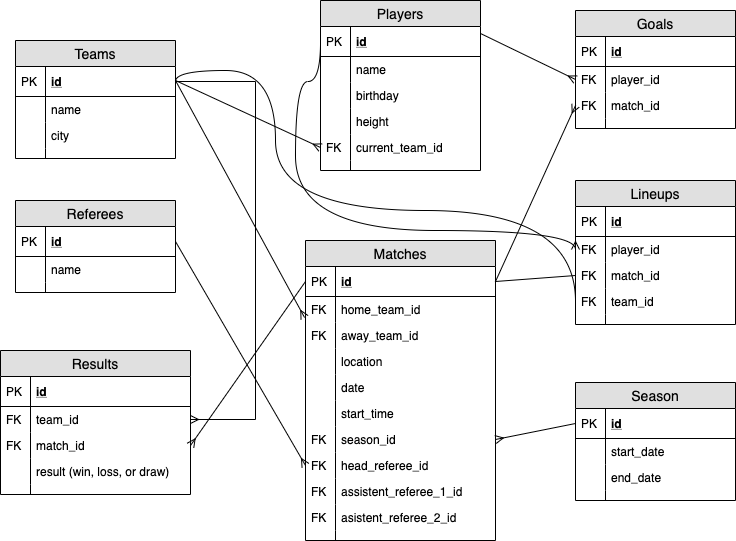 Teams
PK id
name
city
Players
PK id
name
birthday
height
FK current_team_id
Goals
PK id
FK player_id
FK match_id
Referees
PK id
name
Lineups
PK id
FK player_id
FK match_id
FK team_id
Matches
PK id
FK home_team_id
FK away_team_id
location
date
start_time
FK season_id
FK head_referee_id
FK assistent_referee_1_id
FK asistent_referee_2_id
Results
PK id
FK team_id
FK match_id
result (win, loss, or draw)
Season
PK id
start_date
end_date